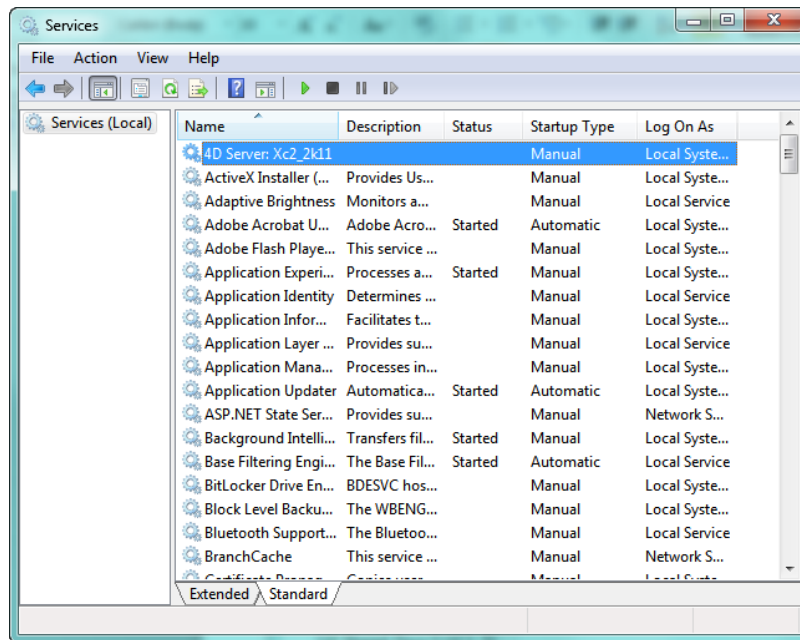 Services
File Action View Help
Services (Local)
Name Description Status Startup Type Log On As
4D Server: Xc2_2k11 Manual Local Syste...
ActiveX Installer (... Provides Us... Manual Local Syste...
Adaptive Brightness Monitors a... Manual Local Service
Adobe Acrobat U... Adobe Acro... Started Automatic Local Syste...
Adobe Flash Playe... This service ... Manual Local Syste...
Application Experi... Processes a... Started Manual Local Syste...
Application Identity Determines ... Manual Local Service
Application Infor... Facilitates t... Manual Local Syste...
Application Layer ... Provides su... Manual Local Service
Application Mana... Processes in... Manual Local Syste...
Application Updater Automatica... Started Automatic Local Syste...
ASP.NET State Ser... Provides su... Manual Network S...
Background Intelli... Transfers fil... Started Manual Local Syste...
Base Filtering Engi... The Base Fil... Started Automatic Local Service
BitLocker Drive En... BDESVC hos... Manual Local Syste...
Block Level Backu... The WBENG... Manual Local Syste...
Bluetooth Support... The Bluetoo... Manual Local Service
BranchCache This service ... Manual Network S...
Extended Standard